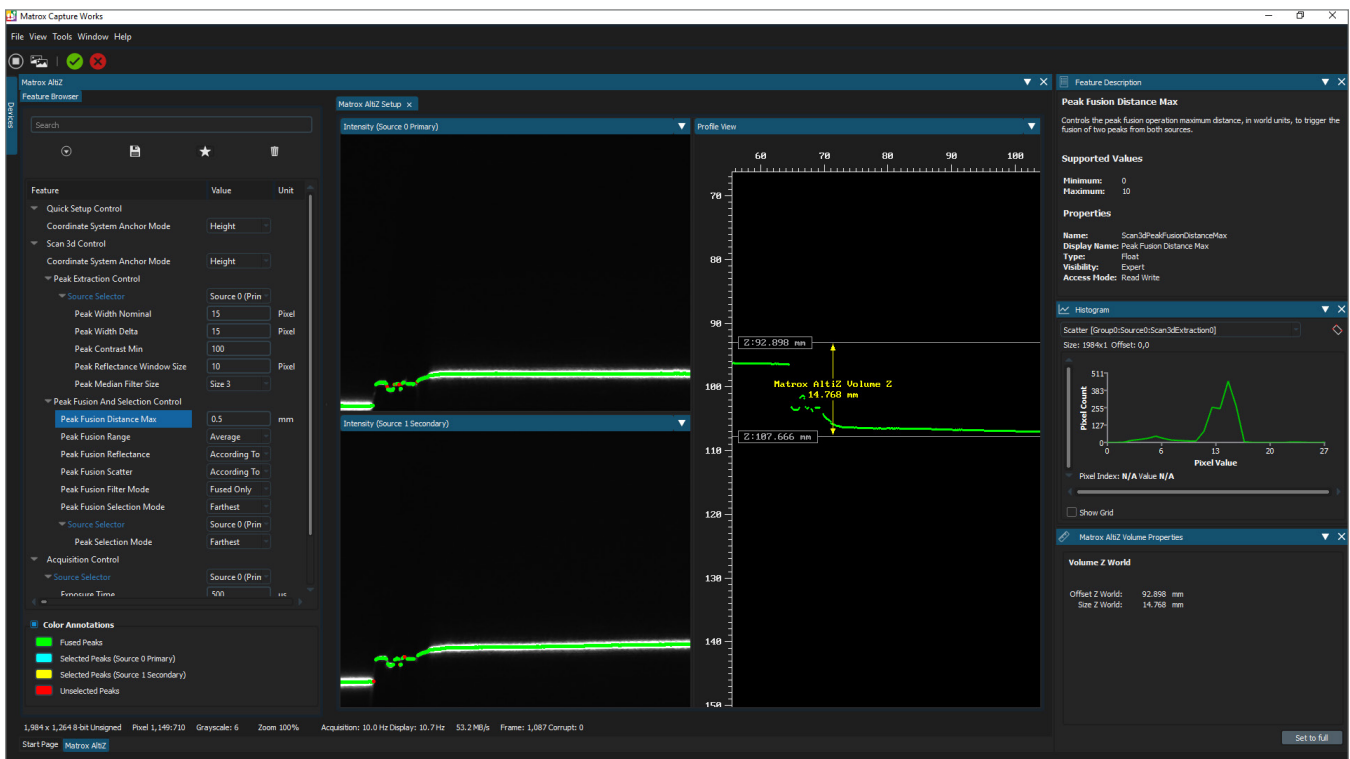 Matrox Capture Works
File View Tools Window Help
Devices
Matrox AltiZ
Feature Browser
Search
Feature Value Unit
Quick Setup Control
Coordinate System Anchor Mode Height
Scan 3d Control
Coordinate System Anchor Mode Height
Peak Extraction Control
Source Selector Source 0 (Prin
Peak Width Nominal 15 Pixel
Peak Width Delta 15 Pixel
Peak Contrast Min 100
Peak Reflectance Window Size 10 Pixel
Peak Median Filter Size Size 3
Peak Fusion And Selection Control
Peak Fusion Distance Max 0.5 mm
Peak Fusion Range Average
Peak Fusion Reflectance According To
Peak Fusion Scatter According To
Peak Fusion Filter Mode Fused Only
Peak Fusion Selection Mode Farthest
Source Selector Source 0 (Prin
Peak Selection Mode Farthest
Acquisition Control
Source Selector Source 0 (Prin
Exposure Time 500 us
Color Annotations
Fused Peaks
Selected Peaks (Source 0 Primary)
Selected Peaks (Source 1 Secondary)
Unselected Peaks
Matrox AltiZ Setup x
Intensity (Source 0 Primary)
Intensity (Source 1 Secondary)
Profile View
60 70 80 90 100
70
80
90
Z:92.898 mm
100
Matrox AltiZ Volume Z
14.768 mm
Z:107.666 mm
110
120
130
140
150
Feature Description
Peak Fusion Distance Max
Controls the peak fusion operation maximum distance, in world units, to trigger the
fusion of two peaks from both sources.
Supported Values
Minimum: 0
Maximum: 10
Properties
Name: Scan3dPeakFusionDistanceMax
Display Name: Peak Fusion Distance Max
Type: Float
Visibility: Expert
Access Mode: Read Write
Histogram
Scatter [Group0:Source0:Scan3dExtraction0]
Size: 1984x1 Offset: 0,0
Pixel Count
511
383
255
127
0
0 6 13 20 27
Pixel Value
Pixel Index: N/A Value N/A
Show Grid
Matrox AltiZ Volume Properties
Volume Z World
Offset Z World: 92.898 mm
Size Z World: 14.768 mm
Set to full
1,984 x 1,264 8-bit Unsigned Pixel 1,149:710 Grayscale: 6 Zoom 100% Acquisition: 10.0 Hz Display: 10.7 Hz 53.2 MB/s Frame: 1,087 Corrupt: 0
Start Page Matrox AltiZ